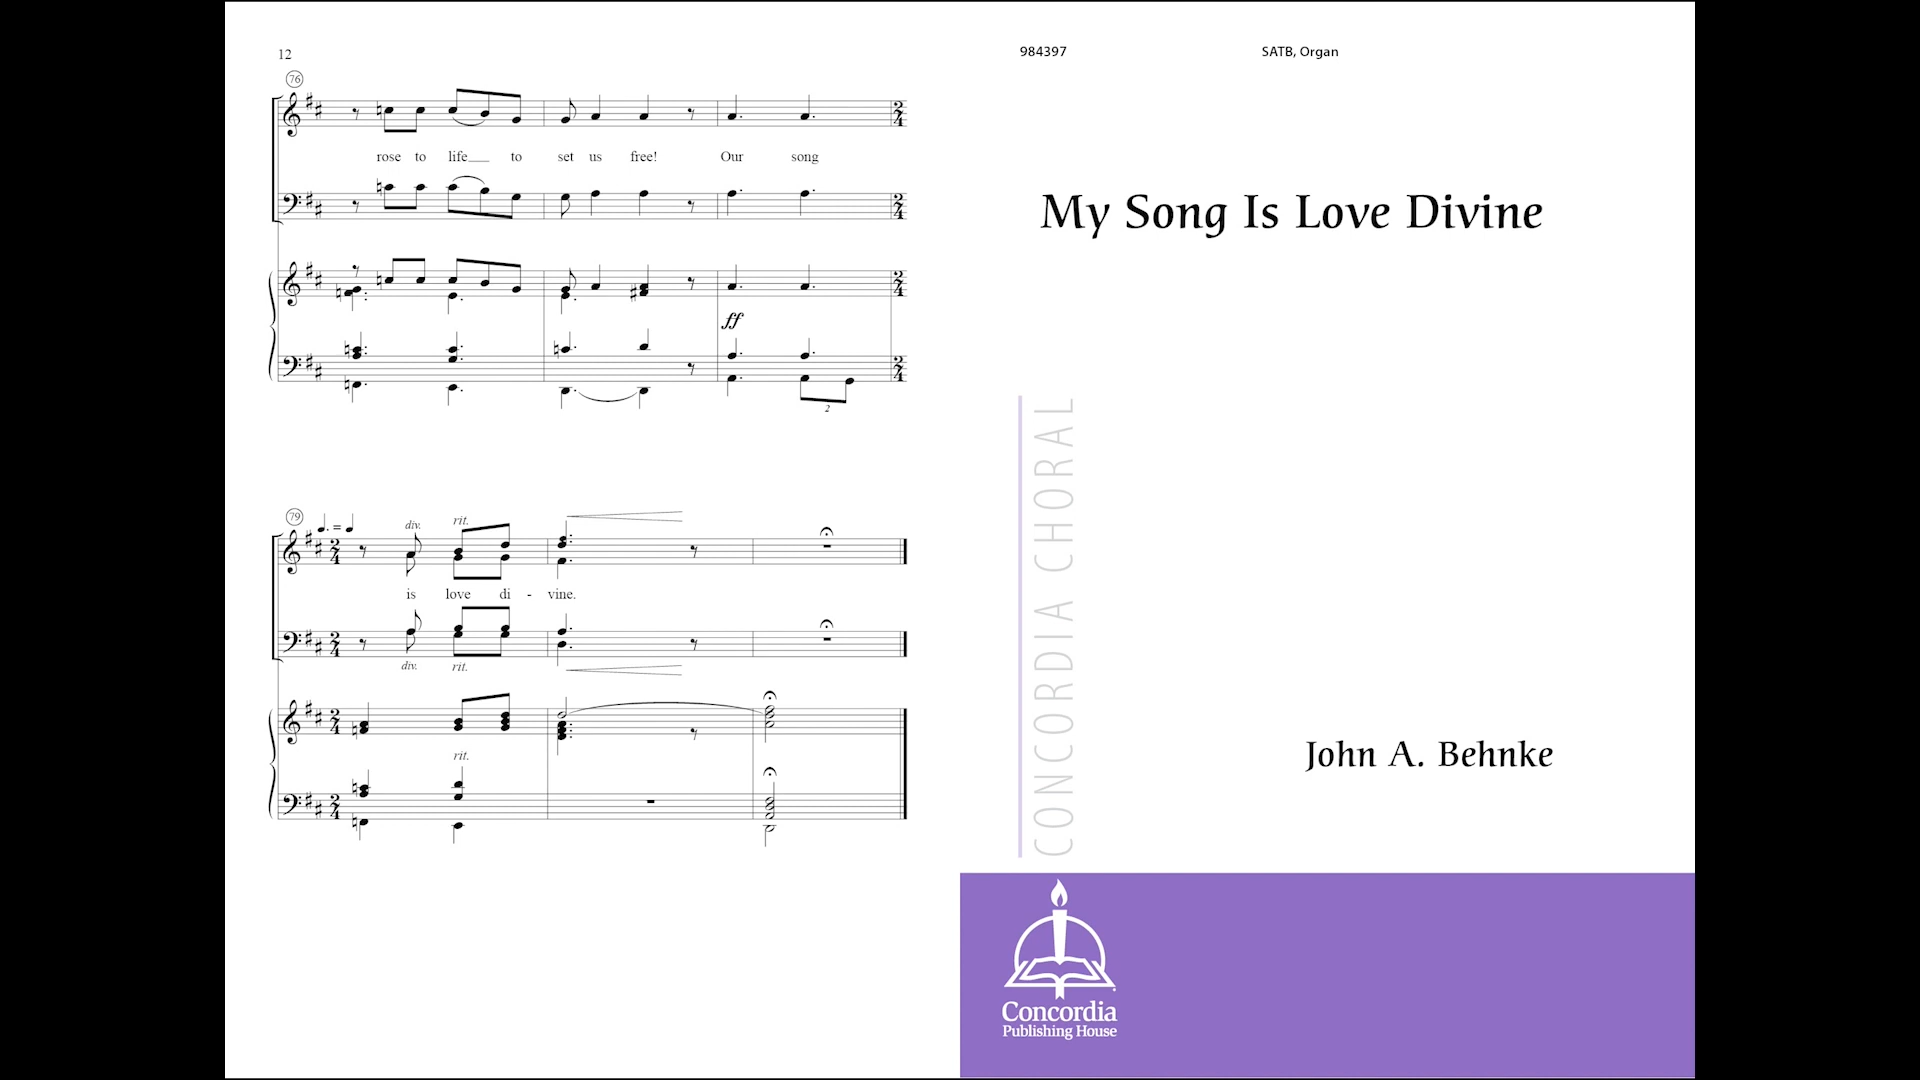 12
76
rose to life to set us free! Our song
2
4
ff
2
79
div. rit.
is love di - vine.
div. rit.
rit.
984397 SATB, Organ
My Song Is Love Divine
CONCORDIA CHORAL
John A. Behnke
Concordia
Publishing House